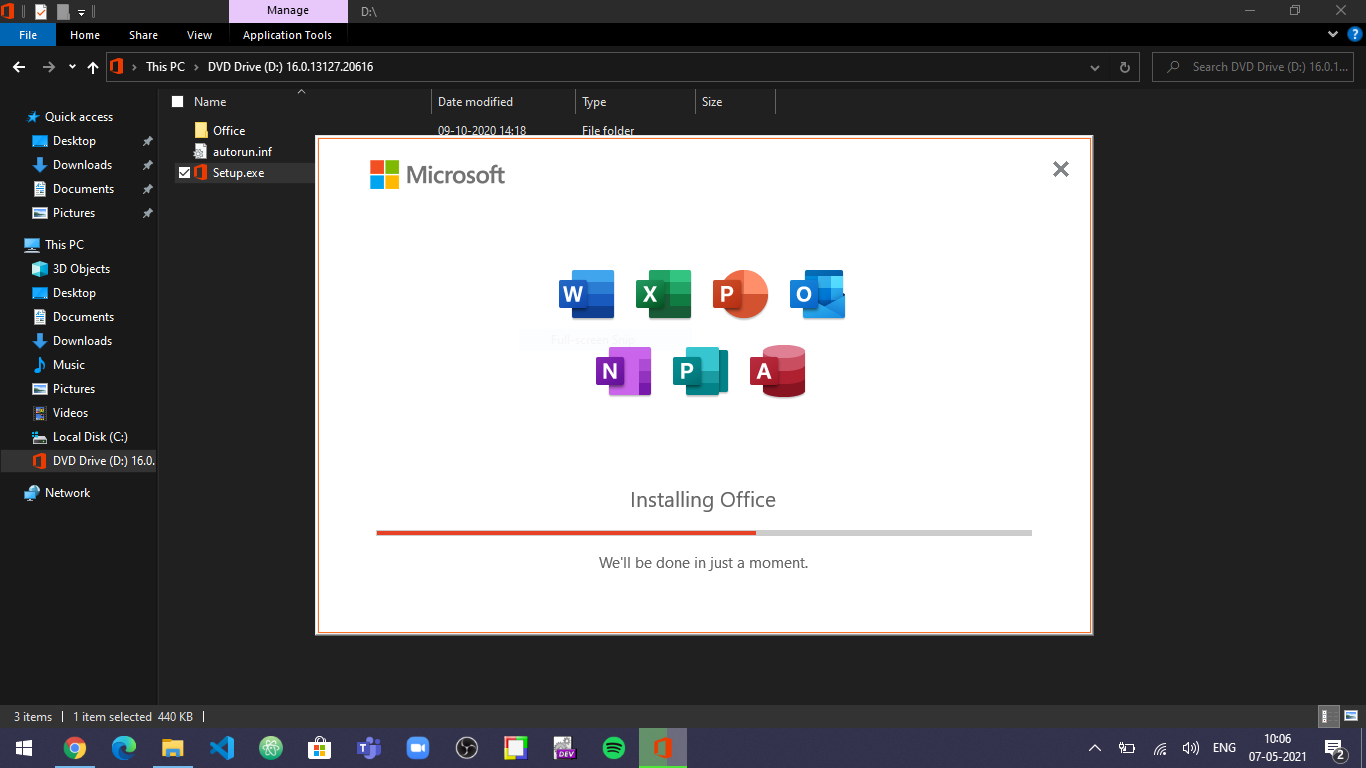 Manage
D:\
File
Home
Share
View
Application Tools
This PC
DVD Drive (D:) 16.0.13127.20616
Search DVD Drive (D:) 16.0.1...
Name
Date modified
Type
Size
Quick access
Desktop
Downloads
Documents
Pictures
This PC
3D Objects
Desktop
Documents
Downloads
Music
Pictures
Videos
Local Disk (C:)
DVD Drive (D:) 16.0.
Network
Office
09-10-2020 14:18
File folder
autorun.inf
Setup.exe
Microsoft
W
X
P
O
Full-screen Snip
N
P
A
Installing Office
We'll be done in just a moment.
3 items
1 item selected 440 KB
DEV
ENG
10:06
07-05-2021
2